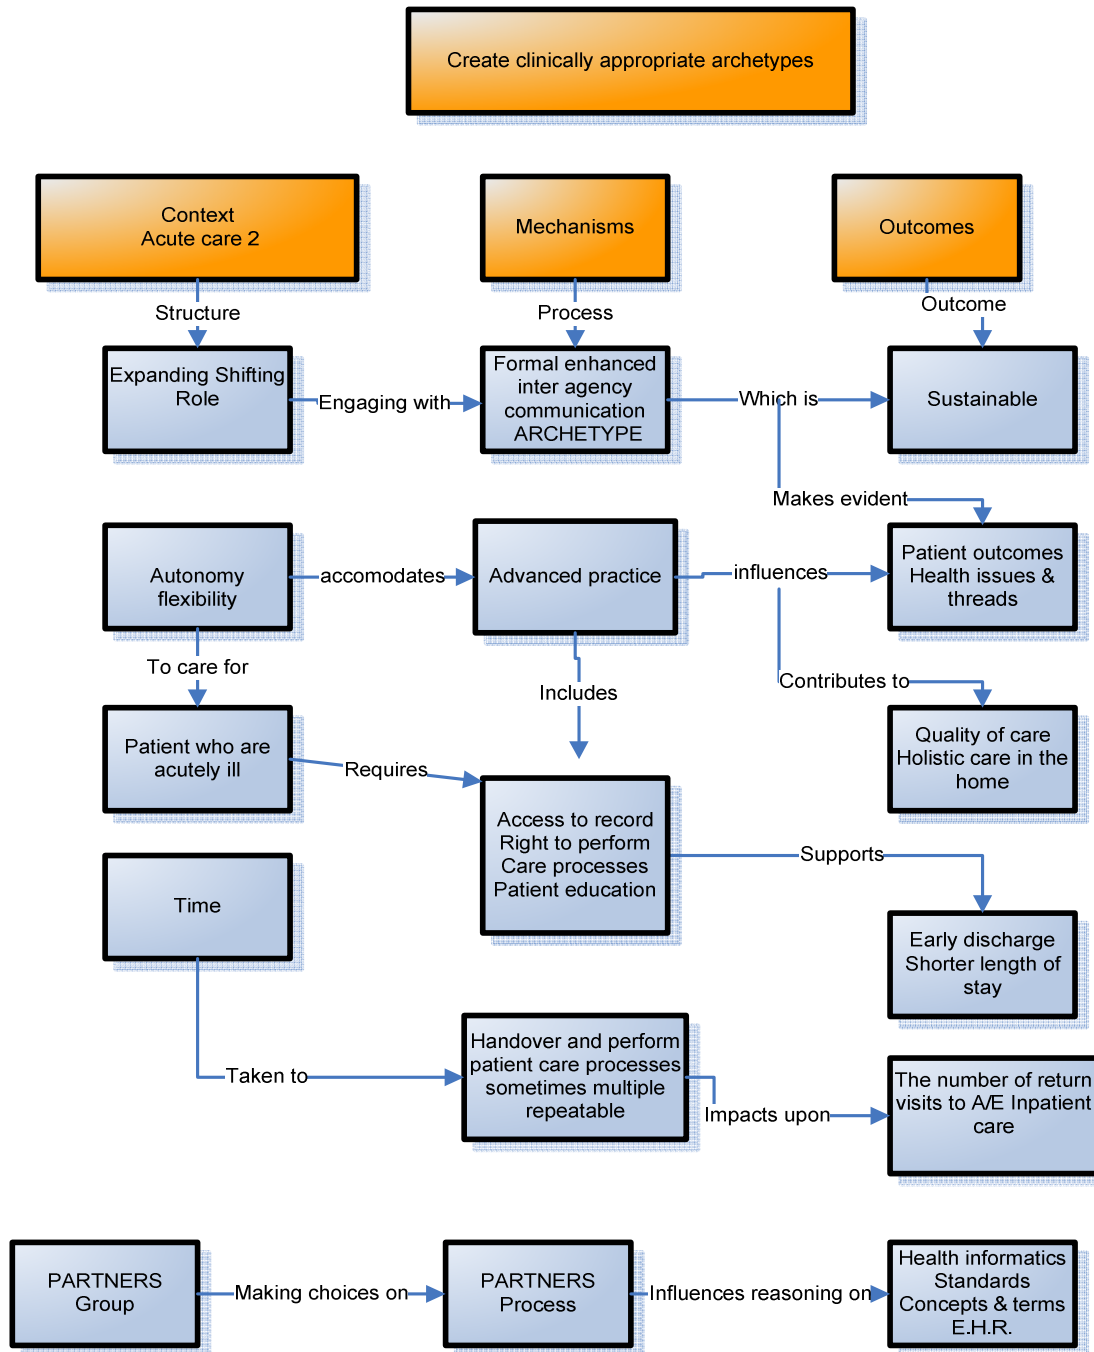 Create clinically appropriate archetypes
Context
Acute care 2
Mechanisms
Outcomes
Structure
Process
Outcome
Expanding Shifting
Role
Engaging with
Formal enhanced
inter agency
communication
ARCHETYPE
Which is
Sustainable
Makes evident
Autonomy
flexibility
accomodates
Advanced practice
influences
Patient outcomes
Health issues &
threads
To care for
Includes
Contributes to
Patient who are
acutely ill
Requires
Quality of care
Holistic care in the
home
Access to record
Right to perform
Care processes
Patient education
Supports
Time
Early discharge
Shorter length of
stay
Taken to
Handover and perform
patient care processes
sometimes multiple
repeatable
Impacts upon
The number of return
visits to A/E Inpatient
care
PARTNERS
Group
Making choices on
PARTNERS
Process
Influences reasoning on
Health informatics
Standards
Concepts & terms
E.H.R.